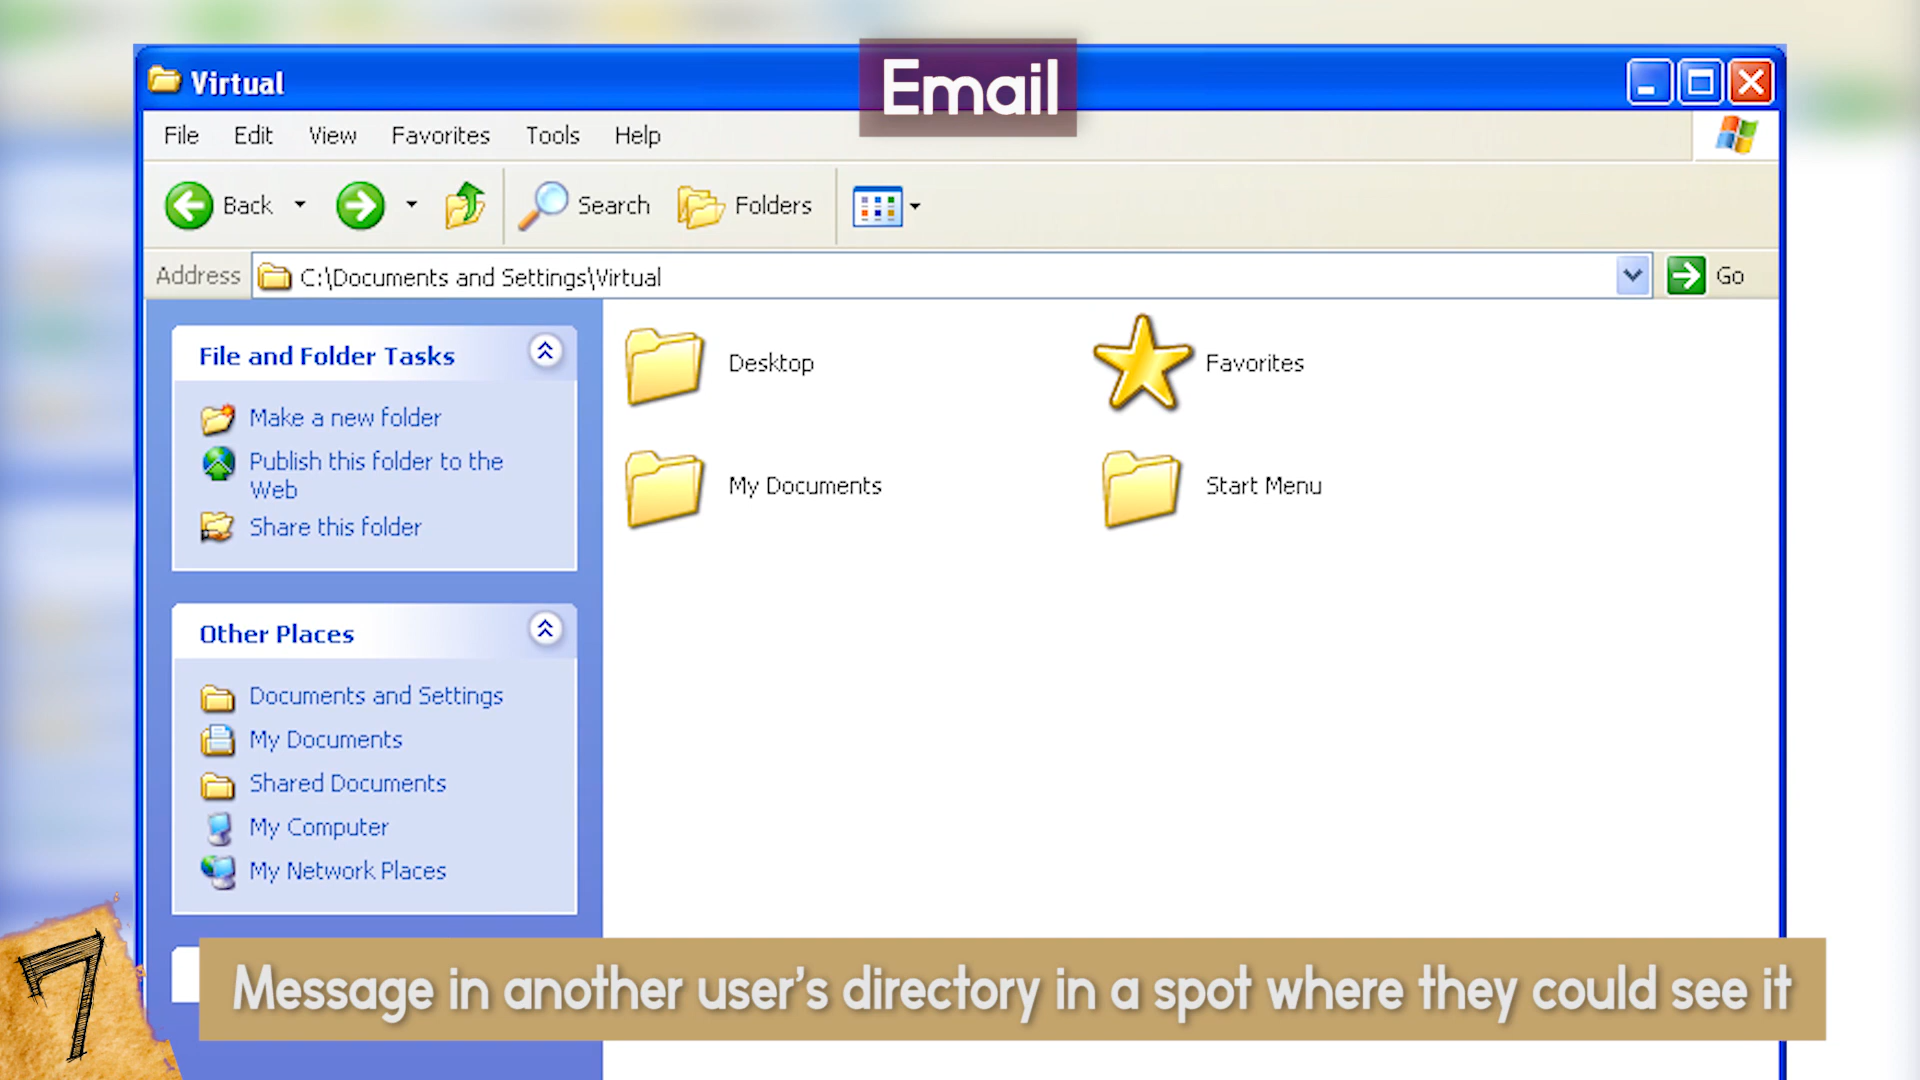 Email
Virtual
File Edit View Favorites Tools Help
Back Search Folders
Address C:\Documents and Settings\Virtual Go
File and Folder Tasks
Make a new folder
Publish this folder to the
Web
Share this folder
Other Places
Documents and Settings
My Documents
Shared Documents
My Computer
My Network Places
Desktop Favorites
My Documents Start Menu
7
Message in another user's directory in a spot where they could see it